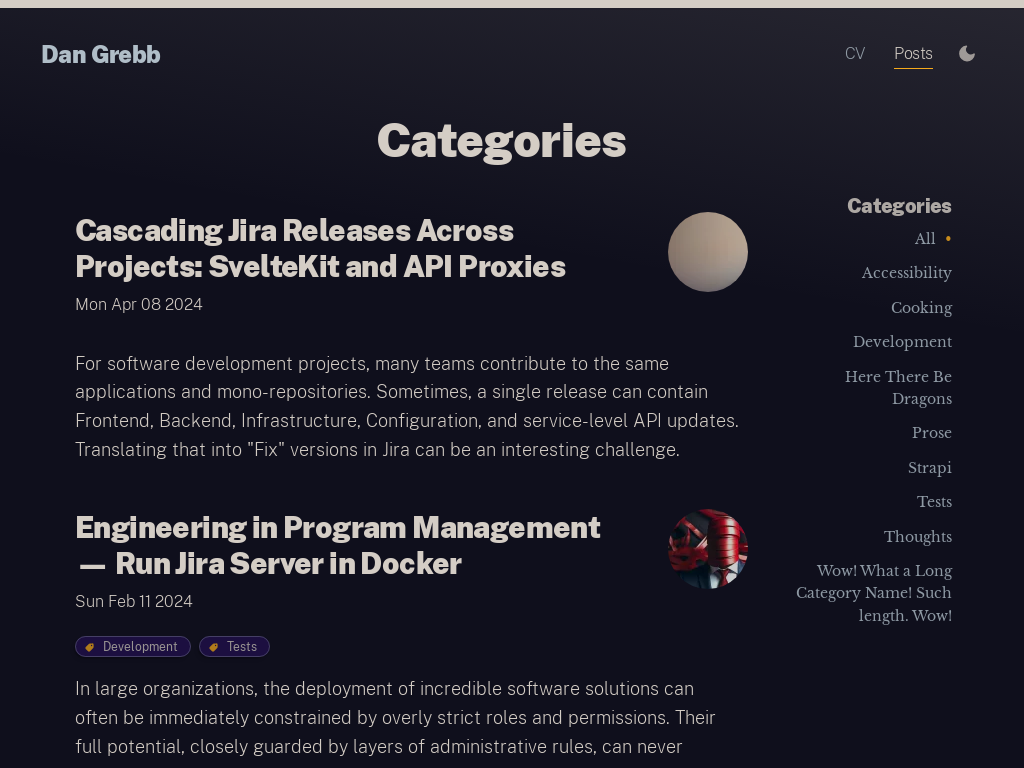 Dan Grebb
CV
Posts
Categories
Cascading Jira Releases Across
Projects: SvelteKit and API Proxies
Mon Apr 08 2024
For software development projects, many teams contribute to the same
applications and mono-repositories. Sometimes, a single release can contain
Frontend, Backend, Infrastructure, Configuration, and service-level API updates.
Translating that into "Fix" versions in Jira can be an interesting challenge.
Engineering in Program Management
— Run Jira Server in Docker
Sun Feb 11 2024
Development
Tests
In large organizations, the deployment of incredible software solutions can
often be immediately constrained by overly strict roles and permissions. Their
full potential, closely guarded by layers of administrative rules, can never
Categories
All •
Accessibility
Cooking
Development
Here There Be
Dragons
Prose
Strapi
Tests
Thoughts
Wow! What a Long
Category Name! Such
length. Wow!